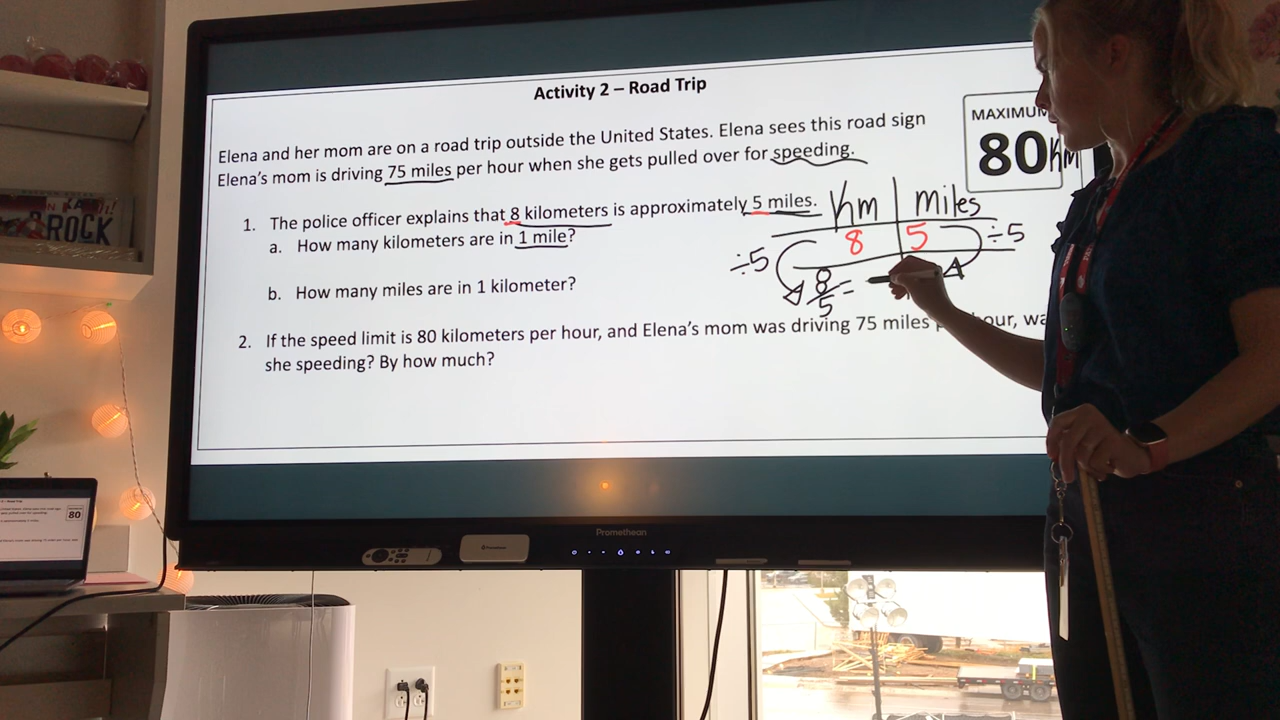 Activity 2 – Road Trip
Elena and her mom are on a road trip outside the United States. Elena sees this road sign
Elena's mom is driving 75 miles per hour when she gets pulled over for speeding.
MAXIMUM
80 km
1. The police officer explains that 8 kilometers is approximately 5 miles.
a. How many kilometers are in 1 mile?
b. How many miles are in 1 kilometer?
km miles
8 5
÷5 ÷5
8/5 =
2. If the speed limit is 80 kilometers per hour, and Elena's mom was driving 75 miles
she speeding? By how much?
Promethean
ROCK
80